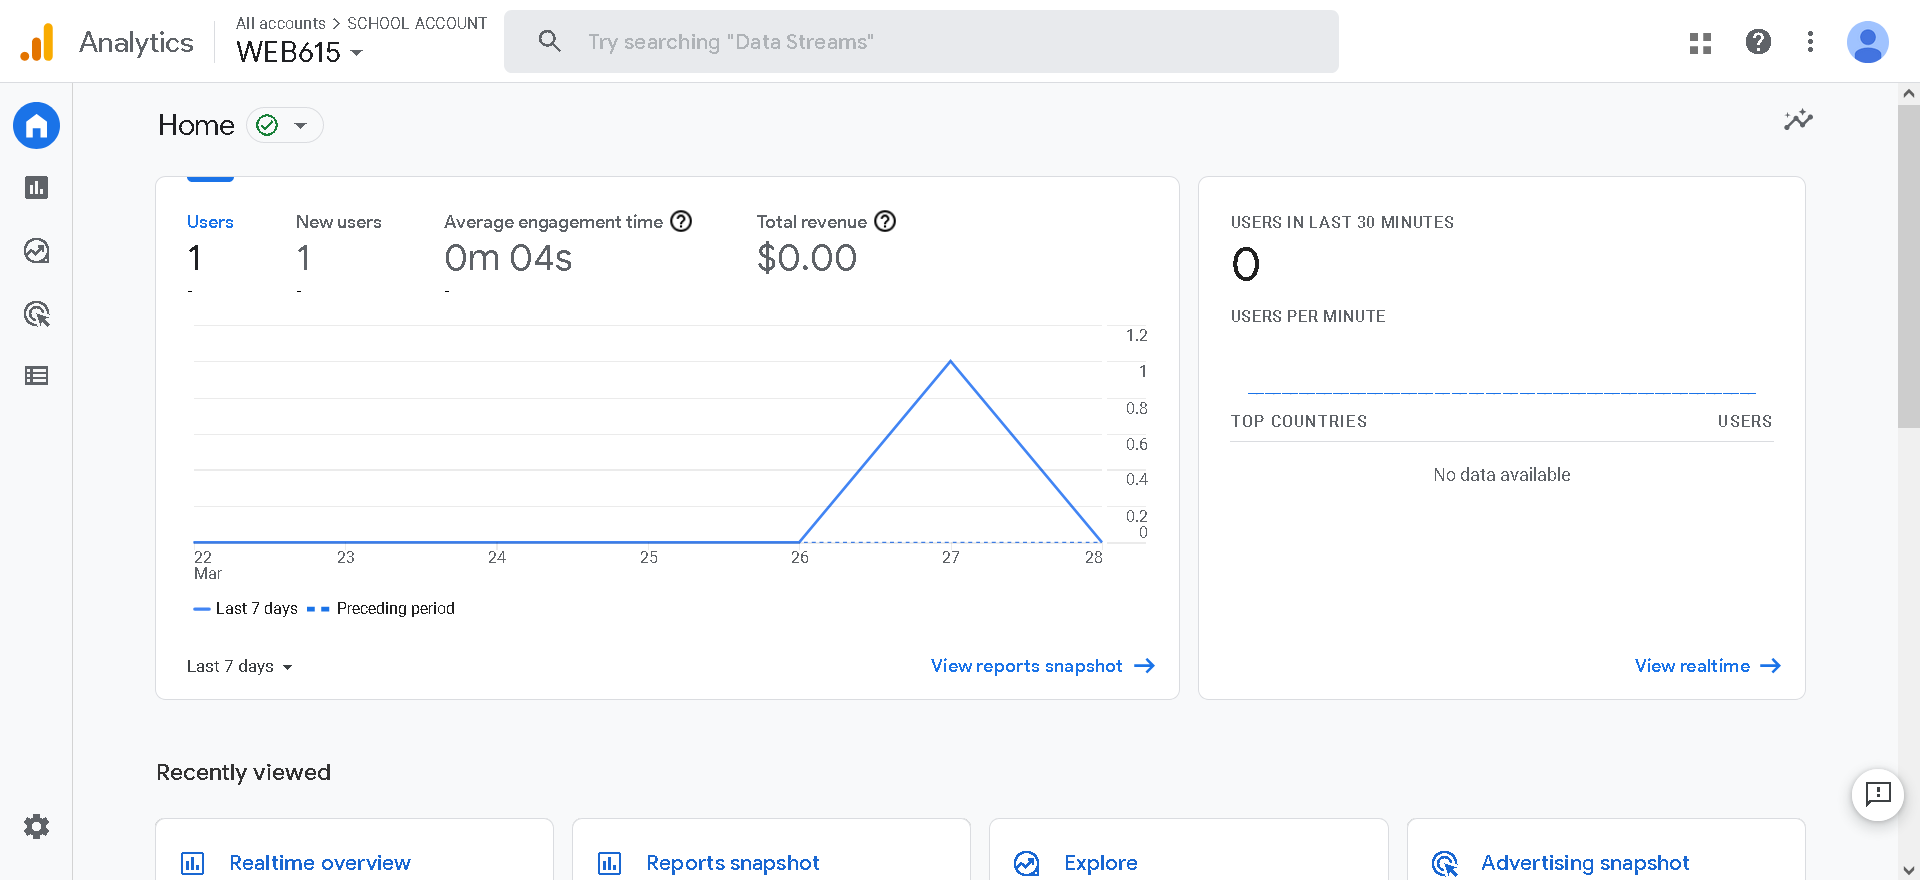 Analytics
All accounts > SCHOOL ACCOUNT
WEB615
Try searching "Data Streams"
Home
Users
1
-
New users
1
-
Average engagement time
0m 04s
-
Total revenue
$0.00
1.2
1
0.8
0.6
0.4
0.2
0
22 23 24 25 26 27 28
Mar
Last 7 days Preceding period
Last 7 days
View reports snapshot
USERS IN LAST 30 MINUTES
0
USERS PER MINUTE
TOP COUNTRIES USERS
No data available
View realtime
Recently viewed
Realtime overview
Reports snapshot
Explore
Advertising snapshot